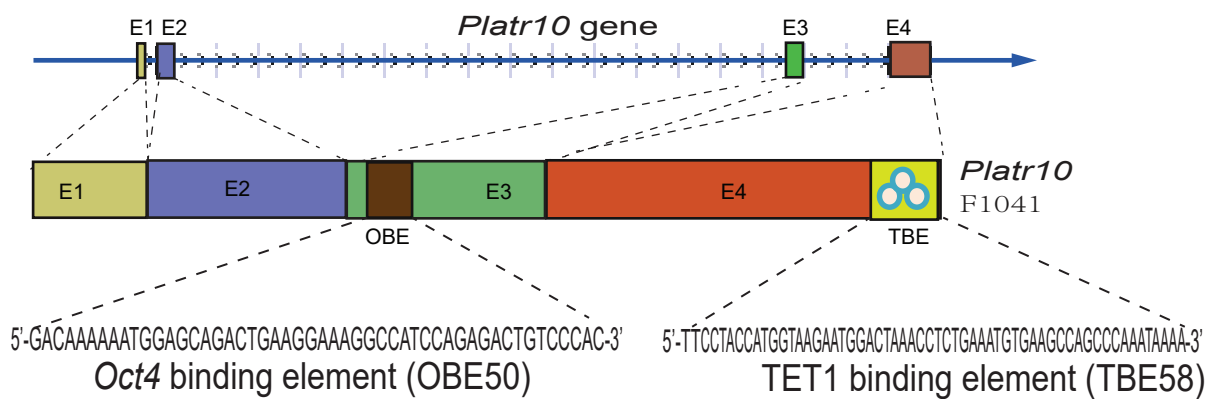 E1 E2 Platr10 gene E3 E4
E1 E2 E3 E4 Platr10
F1041
OBE TBE
5'-GACAAAAAATGGAGCAGACTGAAGGAAAGGCCATCCAGAGACTGTCCCAC-3' 5'-TTCCTACCATGGTAAGAATGGACTAAACCTCTGAAATGTGAAGCCAGCCCAAATAAAA-3'
Oct4 binding element (OBE50) TET1 binding element (TBE58)